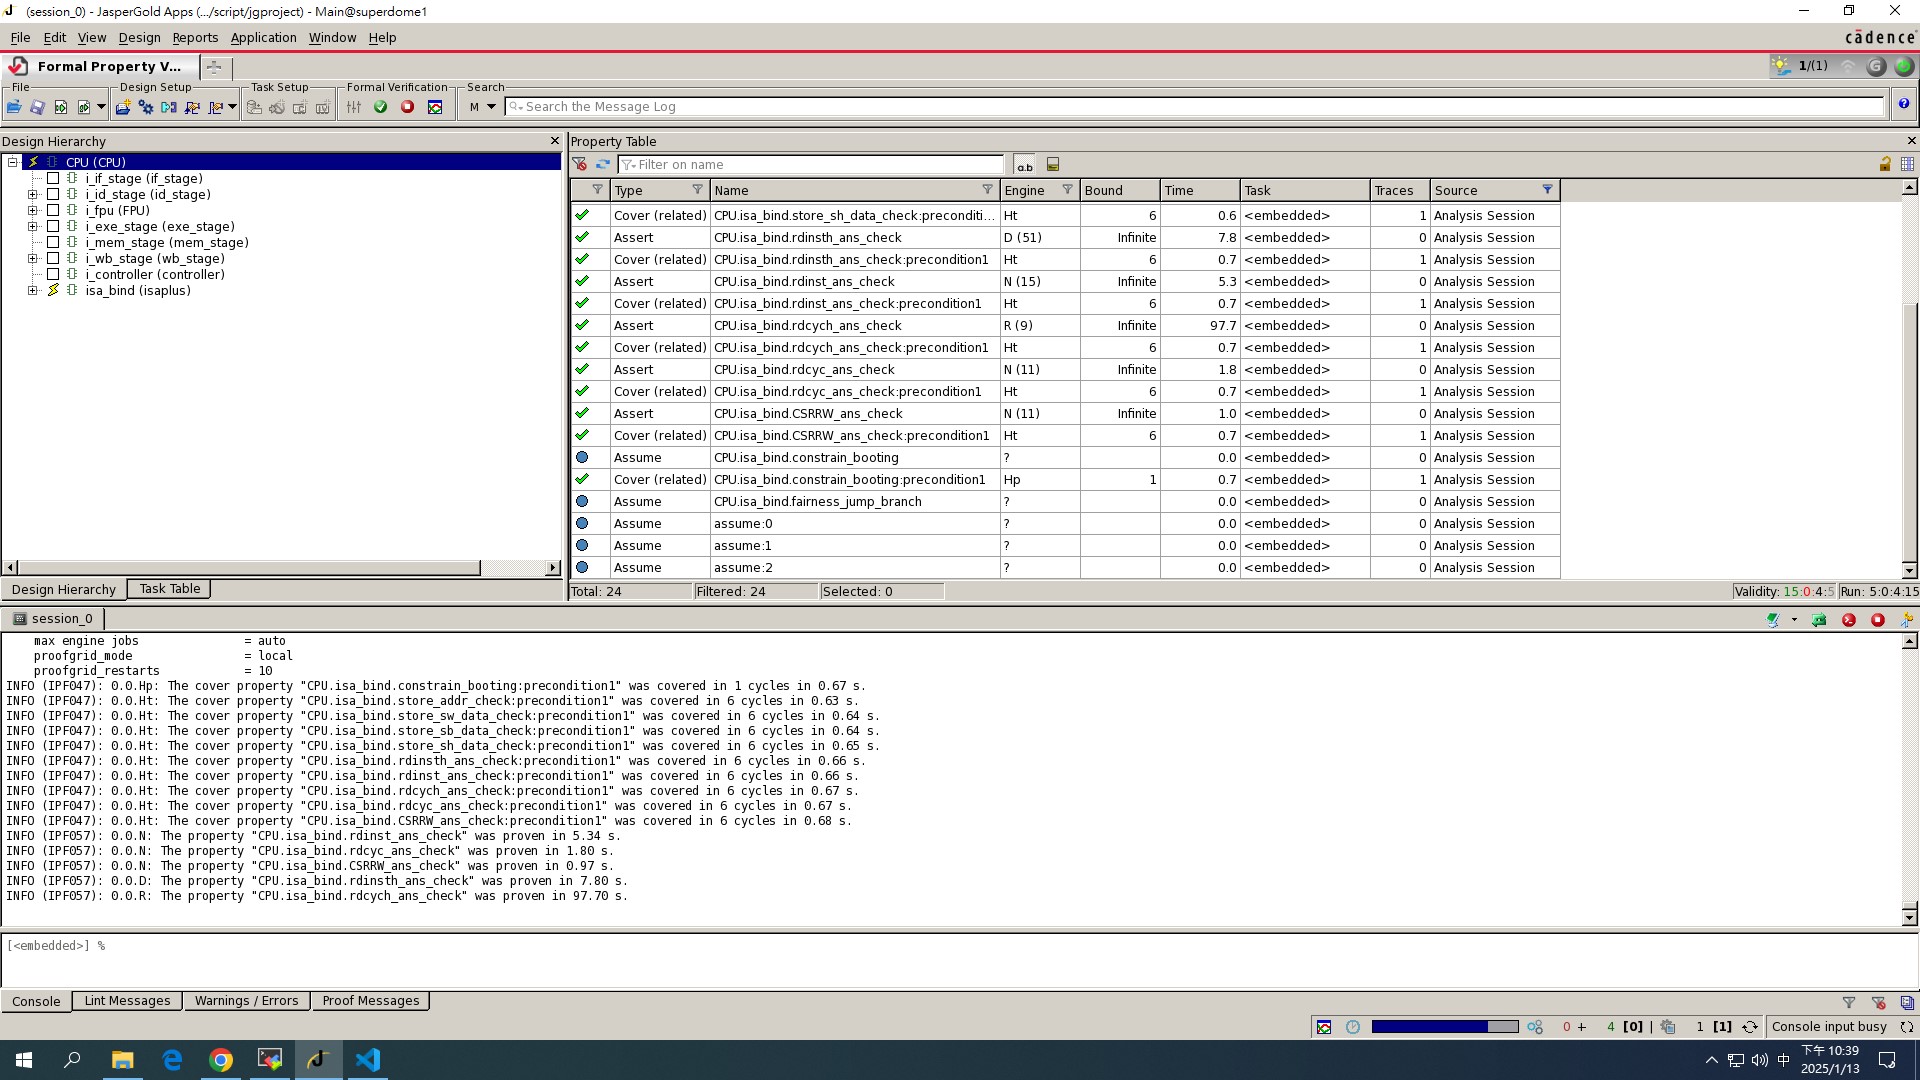 (session_0) - JasperGold Apps (.../script/jgproject) - Main@superdome1
File Edit View Design Reports Application Window Help
cādence
Formal Property V...
1/(1)
File Design Setup Task Setup Formal Verification Search
M Search the Message Log
Design Hierarchy
CPU (CPU)
i_if_stage (if_stage)
i_id_stage (id_stage)
i_fpu (FPU)
i_exe_stage (exe_stage)
i_mem_stage (mem_stage)
i_wb_stage (wb_stage)
i_controller (controller)
isa_bind (isaplus)
Design Hierarchy Task Table
Property Table
Filter on name
a.b
Type Name Engine Bound Time Task Traces Source
Cover (related) CPU.isa_bind.store_sh_data_check:preconditi... Ht 6 0.6 <embedded> 1 Analysis Session
Assert CPU.isa_bind.rdinsth_ans_check D (51) Infinite 7.8 <embedded> 0 Analysis Session
Cover (related) CPU.isa_bind.rdinsth_ans_check:precondition1 Ht 6 0.7 <embedded> 1 Analysis Session
Assert CPU.isa_bind.rdinst_ans_check N (15) Infinite 5.3 <embedded> 0 Analysis Session
Cover (related) CPU.isa_bind.rdinst_ans_check:precondition1 Ht 6 0.7 <embedded> 1 Analysis Session
Assert CPU.isa_bind.rdcych_ans_check R (9) Infinite 97.7 <embedded> 0 Analysis Session
Cover (related) CPU.isa_bind.rdcych_ans_check:precondition1 Ht 6 0.7 <embedded> 1 Analysis Session
Assert CPU.isa_bind.rdcyc_ans_check N (11) Infinite 1.8 <embedded> 0 Analysis Session
Cover (related) CPU.isa_bind.rdcyc_ans_check:precondition1 Ht 6 0.7 <embedded> 1 Analysis Session
Assert CPU.isa_bind.CSRRW_ans_check N (11) Infinite 1.0 <embedded> 0 Analysis Session
Cover (related) CPU.isa_bind.CSRRW_ans_check:precondition1 Ht 6 0.7 <embedded> 1 Analysis Session
Assume CPU.isa_bind.constrain_booting ? 0.0 <embedded> 0 Analysis Session
Cover (related) CPU.isa_bind.constrain_booting:precondition1 Hp 1 0.7 <embedded> 1 Analysis Session
Assume CPU.isa_bind.fairness_jump_branch ? 0.0 <embedded> 0 Analysis Session
Assume assume:0 ? 0.0 <embedded> 0 Analysis Session
Assume assume:1 ? 0.0 <embedded> 0 Analysis Session
Assume assume:2 ? 0.0 <embedded> 0 Analysis Session
Total: 24 Filtered: 24 Selected: 0 Validity: 15:0:4:5 Run: 5:0:4:15
session_0
max engine jobs = auto
proofgrid_mode = local
proofgrid_restarts = 10
INFO (IPF047): 0.0.Hp: The cover property "CPU.isa_bind.constrain_booting:precondition1" was covered in 1 cycles in 0.67 s.
INFO (IPF047): 0.0.Ht: The cover property "CPU.isa_bind.store_addr_check:precondition1" was covered in 6 cycles in 0.63 s.
INFO (IPF047): 0.0.Ht: The cover property "CPU.isa_bind.store_sw_data_check:precondition1" was covered in 6 cycles in 0.64 s.
INFO (IPF047): 0.0.Ht: The cover property "CPU.isa_bind.store_sb_data_check:precondition1" was covered in 6 cycles in 0.64 s.
INFO (IPF047): 0.0.Ht: The cover property "CPU.isa_bind.store_sh_data_check:precondition1" was covered in 6 cycles in 0.65 s.
INFO (IPF047): 0.0.Ht: The cover property "CPU.isa_bind.rdinsth_ans_check:precondition1" was covered in 6 cycles in 0.66 s.
INFO (IPF047): 0.0.Ht: The cover property "CPU.isa_bind.rdinst_ans_check:precondition1" was covered in 6 cycles in 0.66 s.
INFO (IPF047): 0.0.Ht: The cover property "CPU.isa_bind.rdcych_ans_check:precondition1" was covered in 6 cycles in 0.67 s.
INFO (IPF047): 0.0.Ht: The cover property "CPU.isa_bind.rdcyc_ans_check:precondition1" was covered in 6 cycles in 0.67 s.
INFO (IPF047): 0.0.Ht: The cover property "CPU.isa_bind.CSRRW_ans_check:precondition1" was covered in 6 cycles in 0.68 s.
INFO (IPF057): 0.0.N: The property "CPU.isa_bind.rdinst_ans_check" was proven in 5.34 s.
INFO (IPF057): 0.0.N: The property "CPU.isa_bind.rdcyc_ans_check" was proven in 1.80 s.
INFO (IPF057): 0.0.N: The property "CPU.isa_bind.CSRRW_ans_check" was proven in 0.97 s.
INFO (IPF057): 0.0.D: The property "CPU.isa_bind.rdinsth_ans_check" was proven in 7.80 s.
INFO (IPF057): 0.0.R: The property "CPU.isa_bind.rdcych_ans_check" was proven in 97.70 s.
[<embedded>] %
Console Lint Messages Warnings / Errors Proof Messages
0 + 4 [0] | 1 [1] Console input busy
中 下午 10:39
2025/1/13